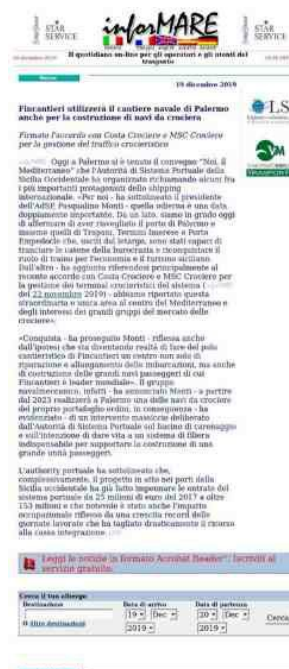 STAR
SERVICE
inforMARE
STAR
SERVICE
Il quotidiano on-line per gli operatori e gli utenti del
trasporto
19 dicembre 2019
Fincantieri utilizzerà il cantiere navale di Palermo
anche per la costruzione di navi da crociera
Firmato l'accordo con Costa Crociere e MSC Crociere
per la gestione del traffico crocieristico
Oggi a Palermo si è tenuto il convegno "Noi, il
Mediterraneo" che l'Autorità di Sistema Portuale della
Sicilia Occidentale ha organizzato richiamando alcuni fra
i più importanti protagonisti dello shipping
internazionale. «Per noi - ha sottolineato il presidente
dell'AdSP, Pasqualino Monti - quella odierna è una data
doppiamente importante. Da un lato, siamo in grado oggi
di affermare di aver risvegliato il porto di Palermo e
insieme quelli di Trapani, Termini Imerese e Porto
Empedocle che, usciti dal letargo, sono stati capaci di
tranciare le catene della burocrazia e riconquistare il
ruolo di traino per l'economia e il turismo siciliano.
Dall'altro - ha aggiunto riferendosi principalmente al
recente accordo con Costa Crociere e MSC Crociere per
la gestione dei terminal crocieristici del sistema (
del 22 novembre 2019) - abbiamo riportato questa
straordinaria e unica area al centro del Mediterraneo e
degli interessi dei grandi gruppi del mercato delle
crociere».
«Conquista - ha proseguito Monti - riflessa anche
dall'ipotesi che sta diventando realtà di fare del polo
cantieristico di Fincantieri un centro non solo di
riparazione e allungamento delle imbarcazioni, ma anche
di costruzione delle grandi navi passeggeri di cui
Fincantieri è leader mondiale». Il gruppo
navalmeccanico, infatti - ha annunciato Monti - a partire
dal 2023 realizzerà a Palermo una delle navi da crociera
del proprio portafoglio ordini, in conseguenza - ha
evidenziato - di un intervento massiccio deliberato
dall'Autorità di Sistema Portuale sul bacino di carenaggio
e sull'intenzione di dare vita a un sistema di filiera
indispensabile per supportare la costruzione di una
grande unità passeggeri.
L'authority portuale ha sottolineato che,
complessivamente, il progetto in atto nei porti della
Sicilia occidentale ha già fatto impennare le entrate del
sistema portuale da 25 milioni di euro del 2017 a oltre
153 milioni e che notevole è stato anche l'impatto
occupazionale riflesso da una crescita record delle
giornate lavorate che ha tagliato drasticamente il ricorso
alla cassa integrazione.
Leggi le notizie in formato Acrobat Reader®. Iscriviti al
servizio gratuito.
Cerca il tuo albergo
Destinazione
Data di arrivo
Data di partenza
19 Dec
20 Dec
Cerca
Altre destinazioni
2019
2019